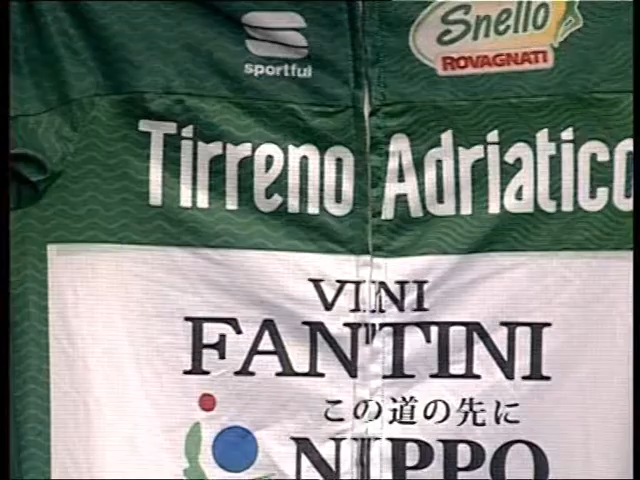 sportful
Snello
ROVAGNATI
Tirreno Adriatico
VINI
FANTINI
この道の先に
NIPPO